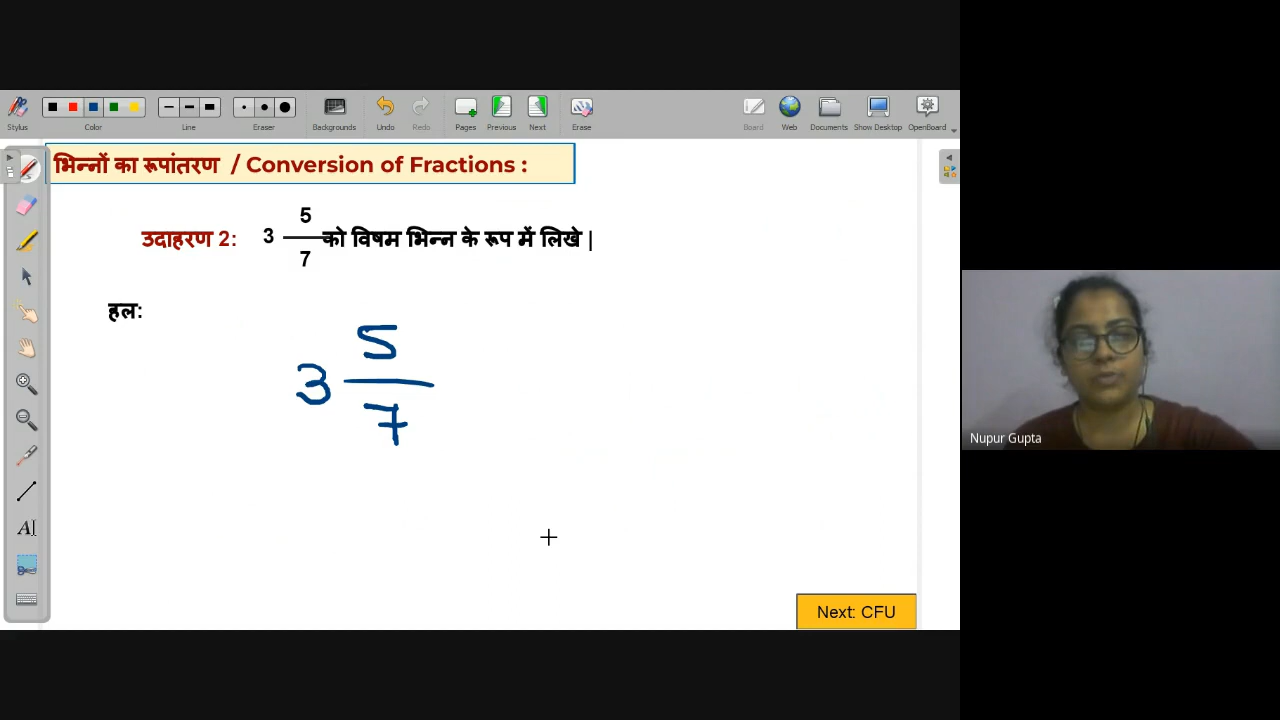 Stylus
Color
Line
Eraser
Backgrounds
Undo
Redo
Pages
Previous
Next
Erase
Board
Web
Documents
Show Desktop
OpenBoard
भिन्नों का रूपांतरण / Conversion of Fractions :
उदाहरण 2: 3 5/7 को विषम भिन्न के रूप में लिखे |
हल:
3 5/7
Nupur Gupta
Next: CFU